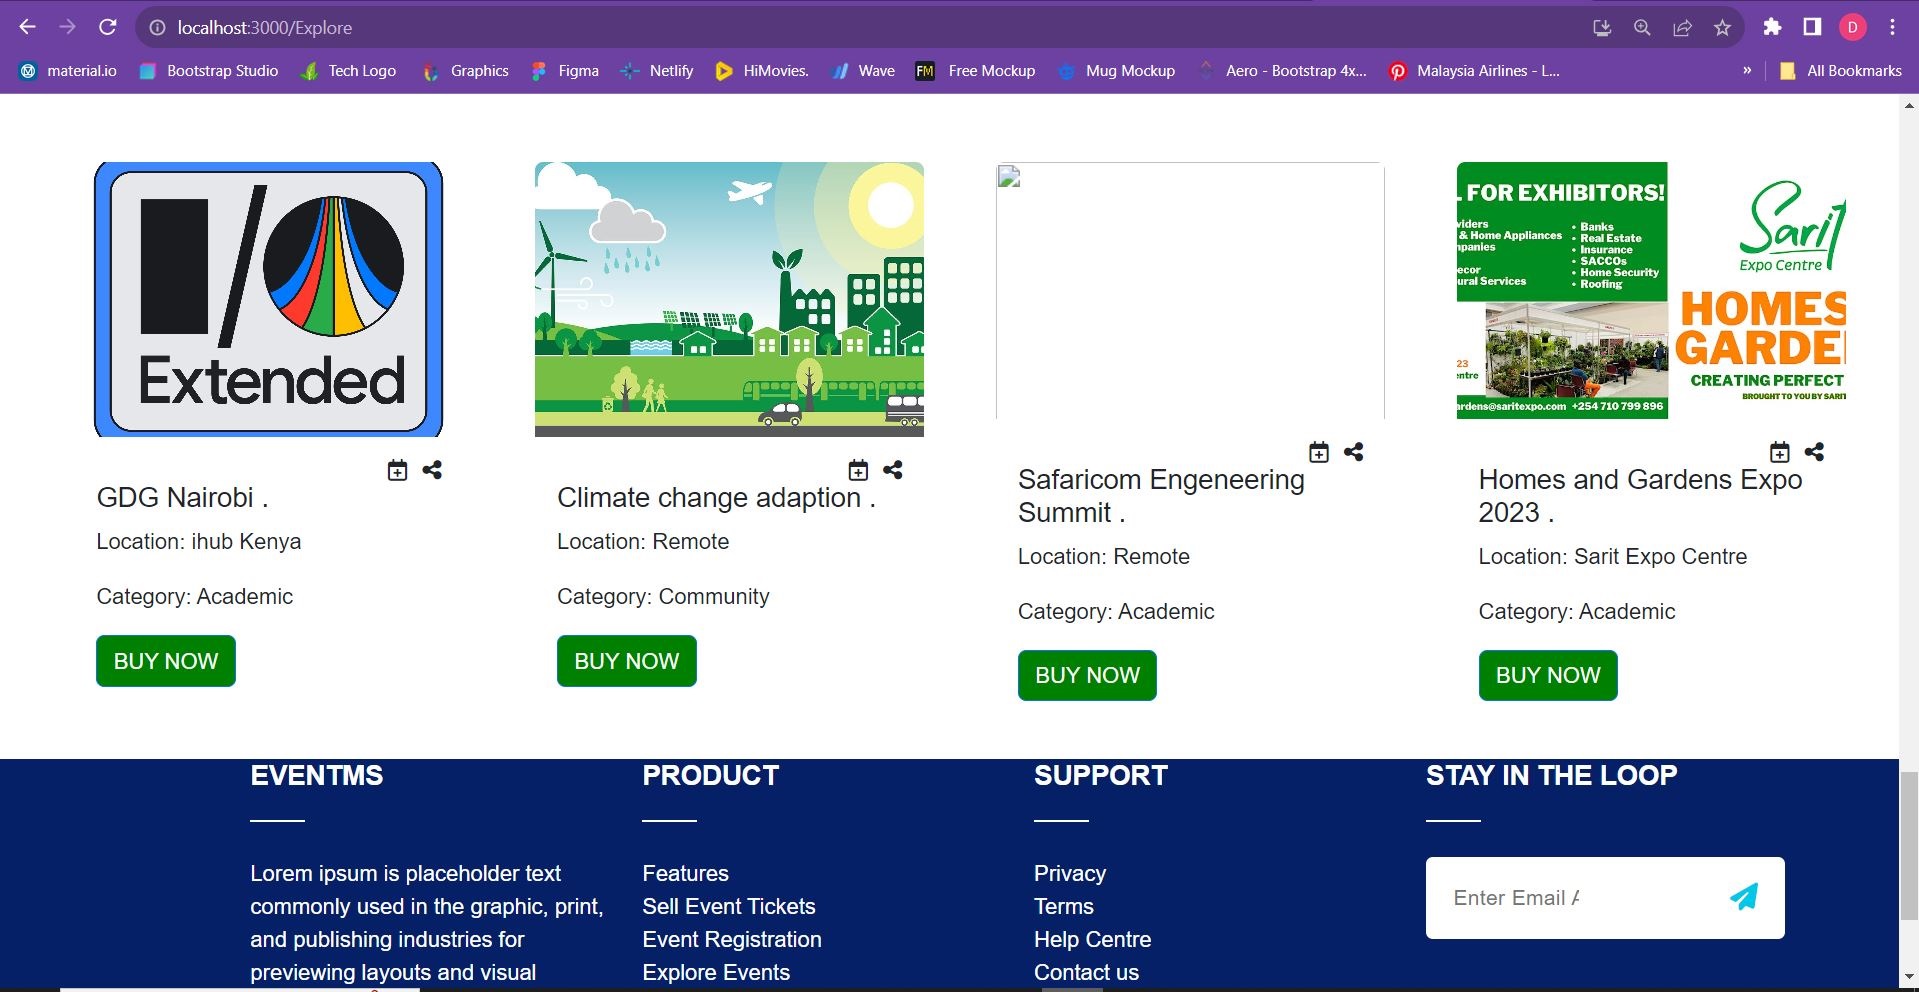 localhost:3000/Explore
D
material.io
Bootstrap Studio
Tech Logo
Graphics
Figma
Netlify
HiMovies.
Wave
FM
Free Mockup
Mug Mockup
Aero - Bootstrap 4x...
Malaysia Airlines - L...
»
All Bookmarks
I/O
Extended
GDG Nairobi .
Location: ihub Kenya
Category: Academic
BUY NOW
Climate change adaption .
Location: Remote
Category: Community
BUY NOW
Safaricom Engeneering
Summit .
Location: Remote
Category: Academic
BUY NOW
FOR EXHIBITORS!
viders
& Home Appliances
npanies
ecor
ural Services
• Banks
• Real Estate
• Insurance
• SACCOs
• Home Security
• Roofing
23
entre
ardens@saritexpo.com +254 710 799 896
Sarit
Expo Centre
HOMES
GARDE
CREATING PERFECT
BROUGHT TO YOU BY SARI
Homes and Gardens Expo
2023 .
Location: Sarit Expo Centre
Category: Academic
BUY NOW
EVENTMS
Lorem ipsum is placeholder text
commonly used in the graphic, print,
and publishing industries for
previewing layouts and visual
PRODUCT
Features
Sell Event Tickets
Event Registration
Explore Events
SUPPORT
Privacy
Terms
Help Centre
Contact us
STAY IN THE LOOP
Enter Email A